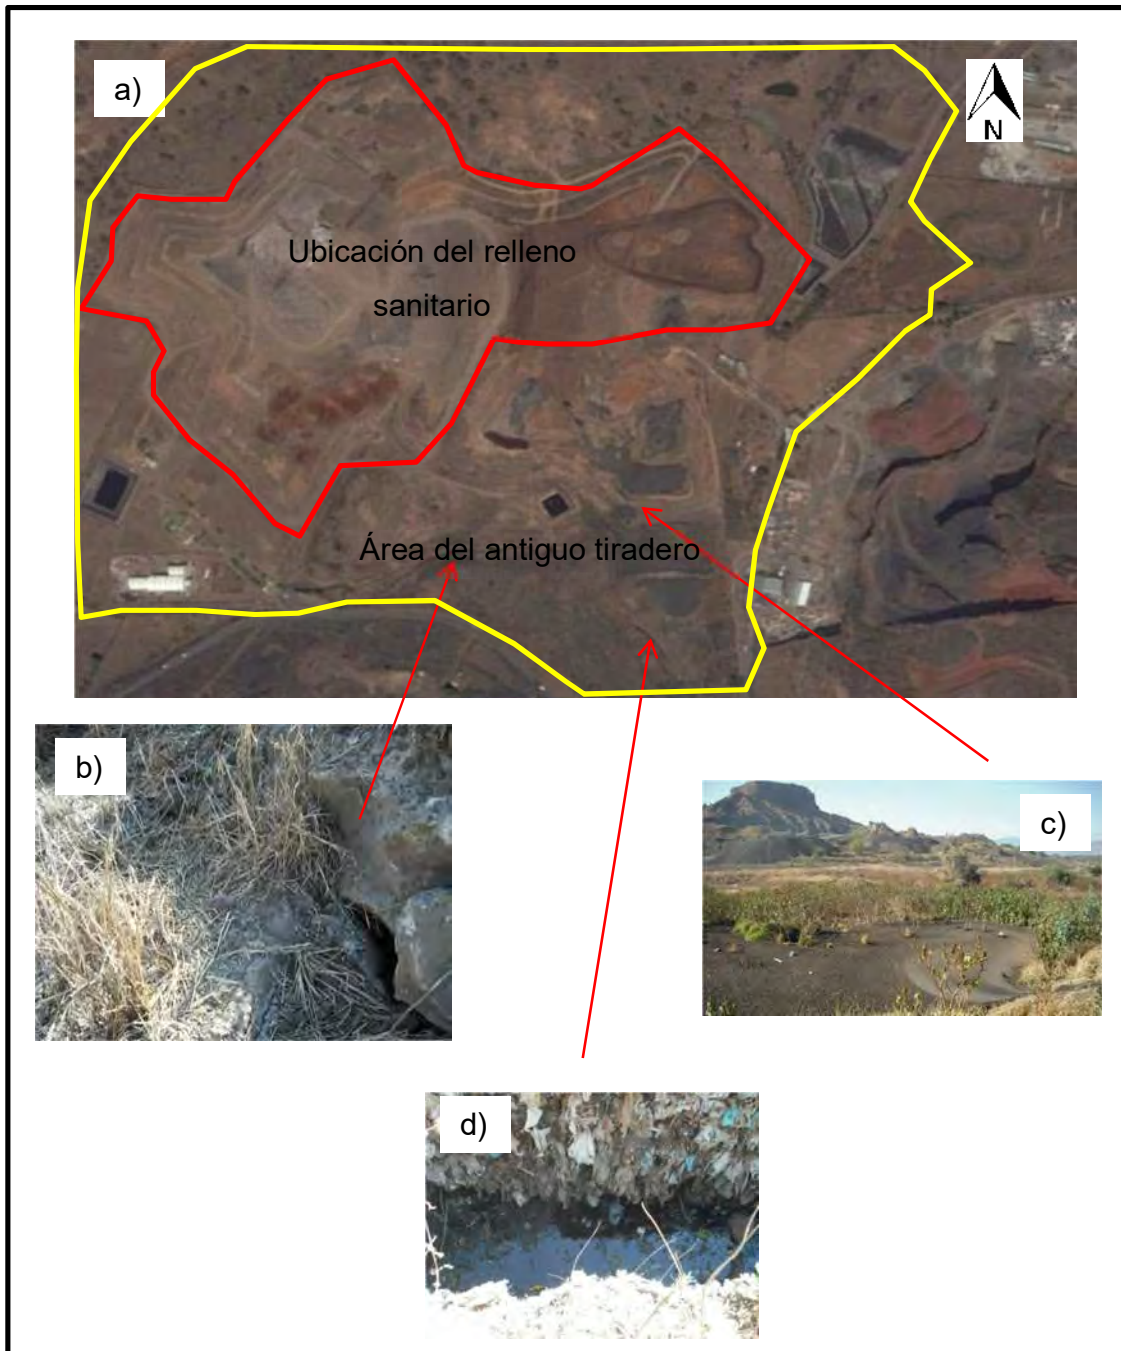 a)
N
Ubicación del relleno
sanitario
Área del antiguo tiradero
b)
c)
d)